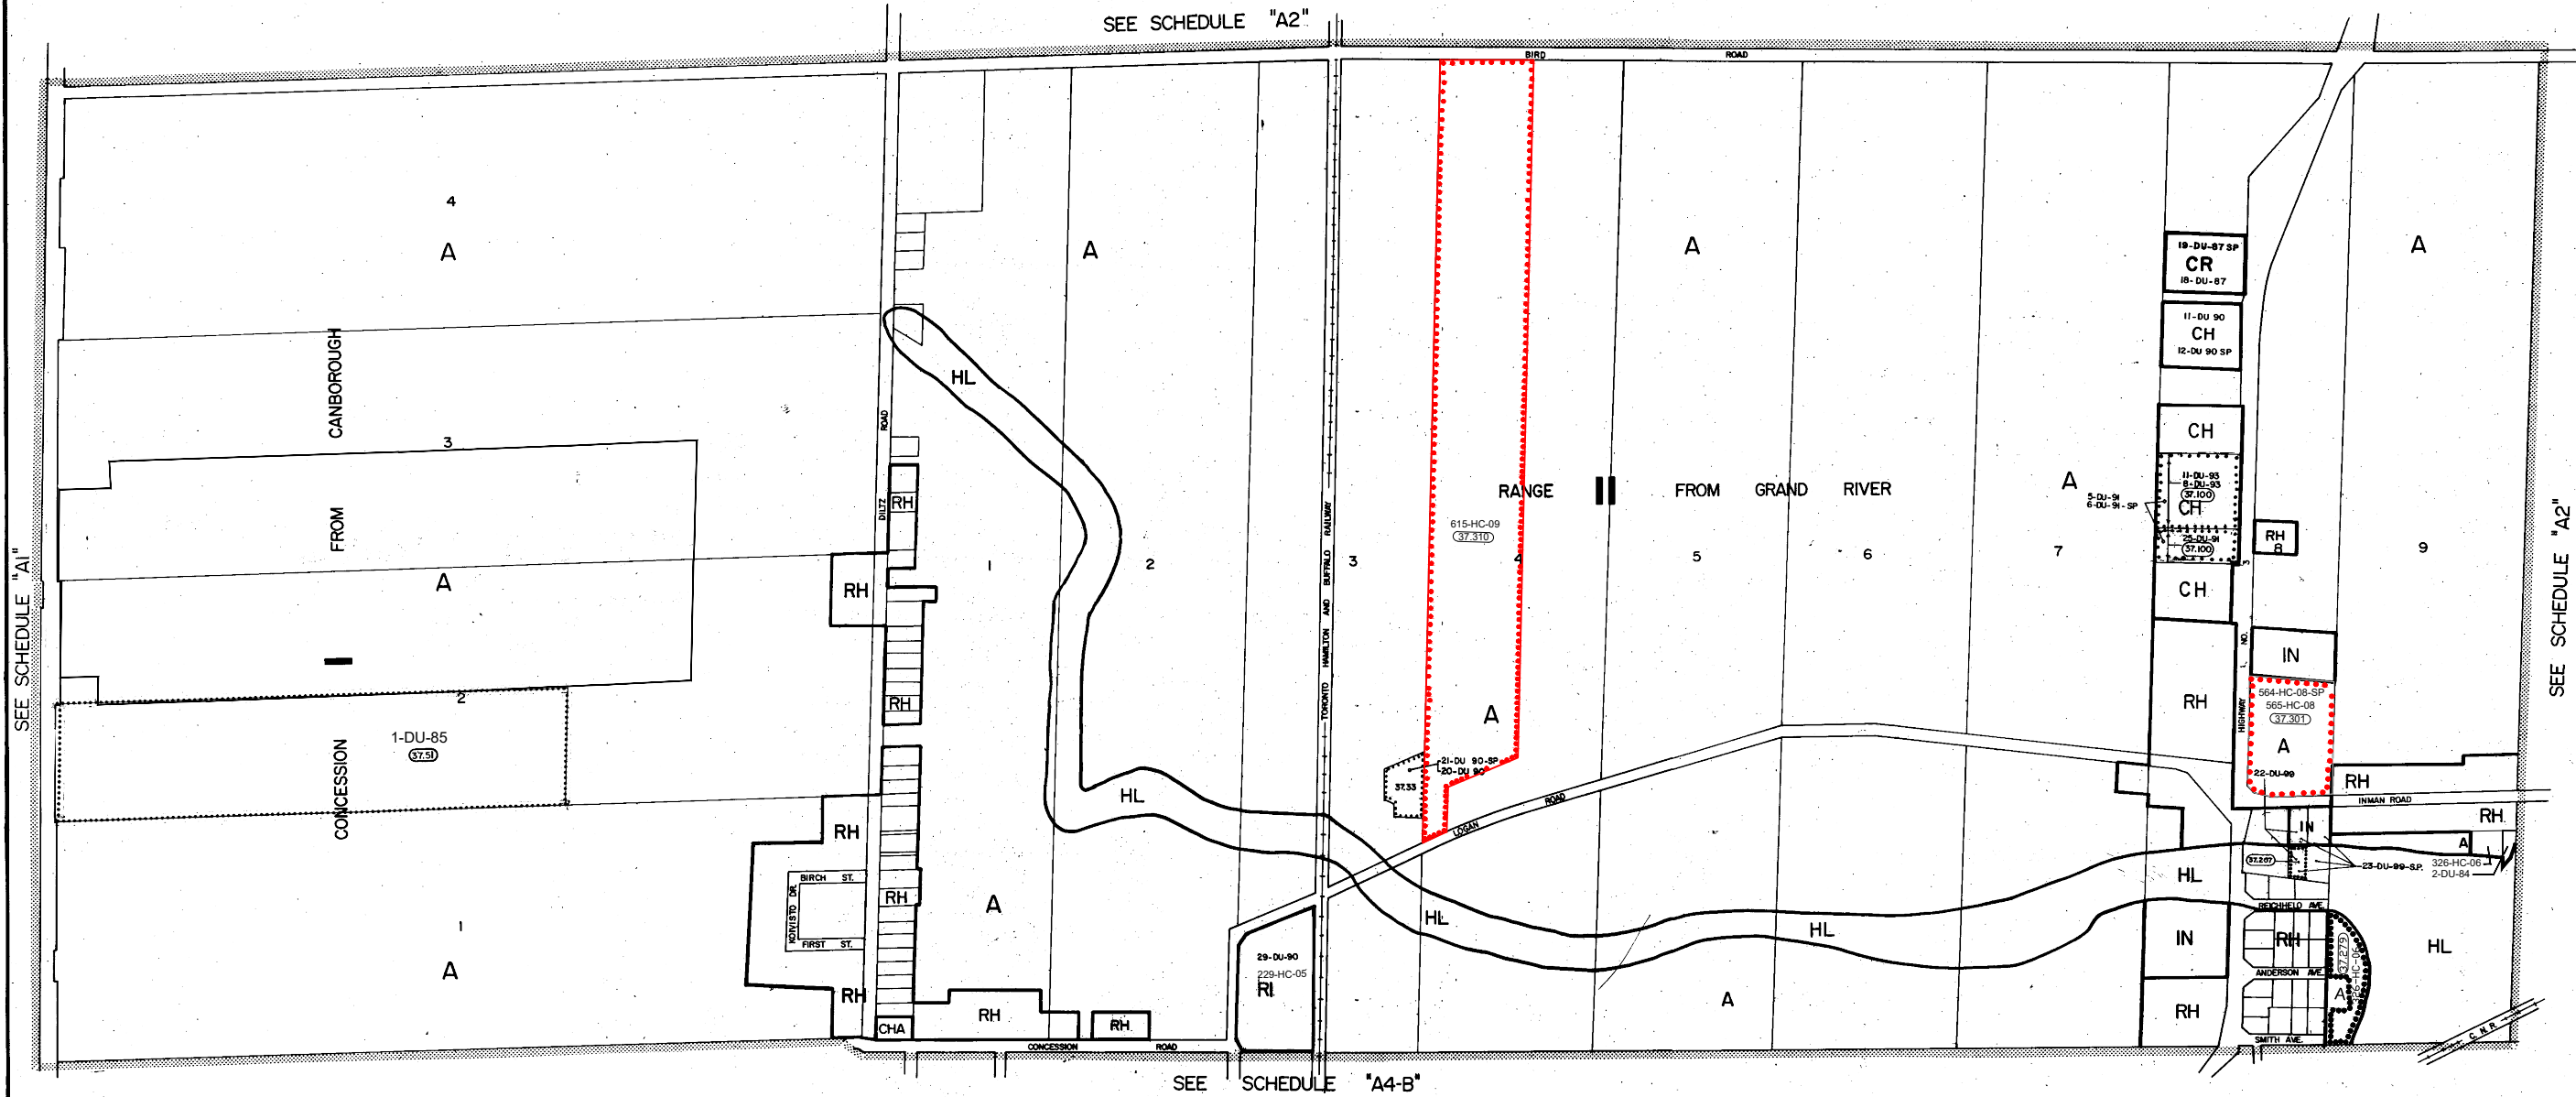 SEE SCHEDULE "A2"
BIRD ROAD
4
A
A
A
A
19-DU-87 SP
CR
18-DU-87
11-DU 90
CH
12-DU 90 SP
HL
CANBOROUGH
3
ROAD
CH
RH
DILTZ
RANGE II FROM GRAND RIVER
A
5-DU-91
6-DU-91-SP
11-DU-93
8-DU-93
37.100
CH
25-DU-91
37.100
615-HC-09
37.310
FROM
TORONTO HAMILTON AND BUFFALO RAILWAY
RH
8
1
2
3
4
5
6
7
9
A
RH
CH
SEE SCHEDULE "A1"
SEE SCHEDULE "A2"
I
HIGHWAY NO. 3
IN
2
RH
RH
564-HC-08-SP
565-HC-08
37.301
A
A
1-DU-85
37.51
CONCESSION
21-DU 90-SP
20-DU 90
37.33
22-DU-99
RH
INMAN ROAD
HL
LOGAN ROAD
RH
RH
IN
A
37.267
23-DU-99-S.P.
326-HC-06
2-DU-84
BIRCH ST.
KOIVISTO DR.
FIRST ST.
RH
A
HL
HL
HL
REICHHELD AVE.
1
A
29-DU-90
229-HC-05
RI
IN
RH
37.279
326-HC-06
HL
ANDERSON AVE.
RH
A
A
RH
RH
RH
CHA
C.N.R.
CONCESSION ROAD
SMITH AVE.
SEE SCHEDULE "A4-B"